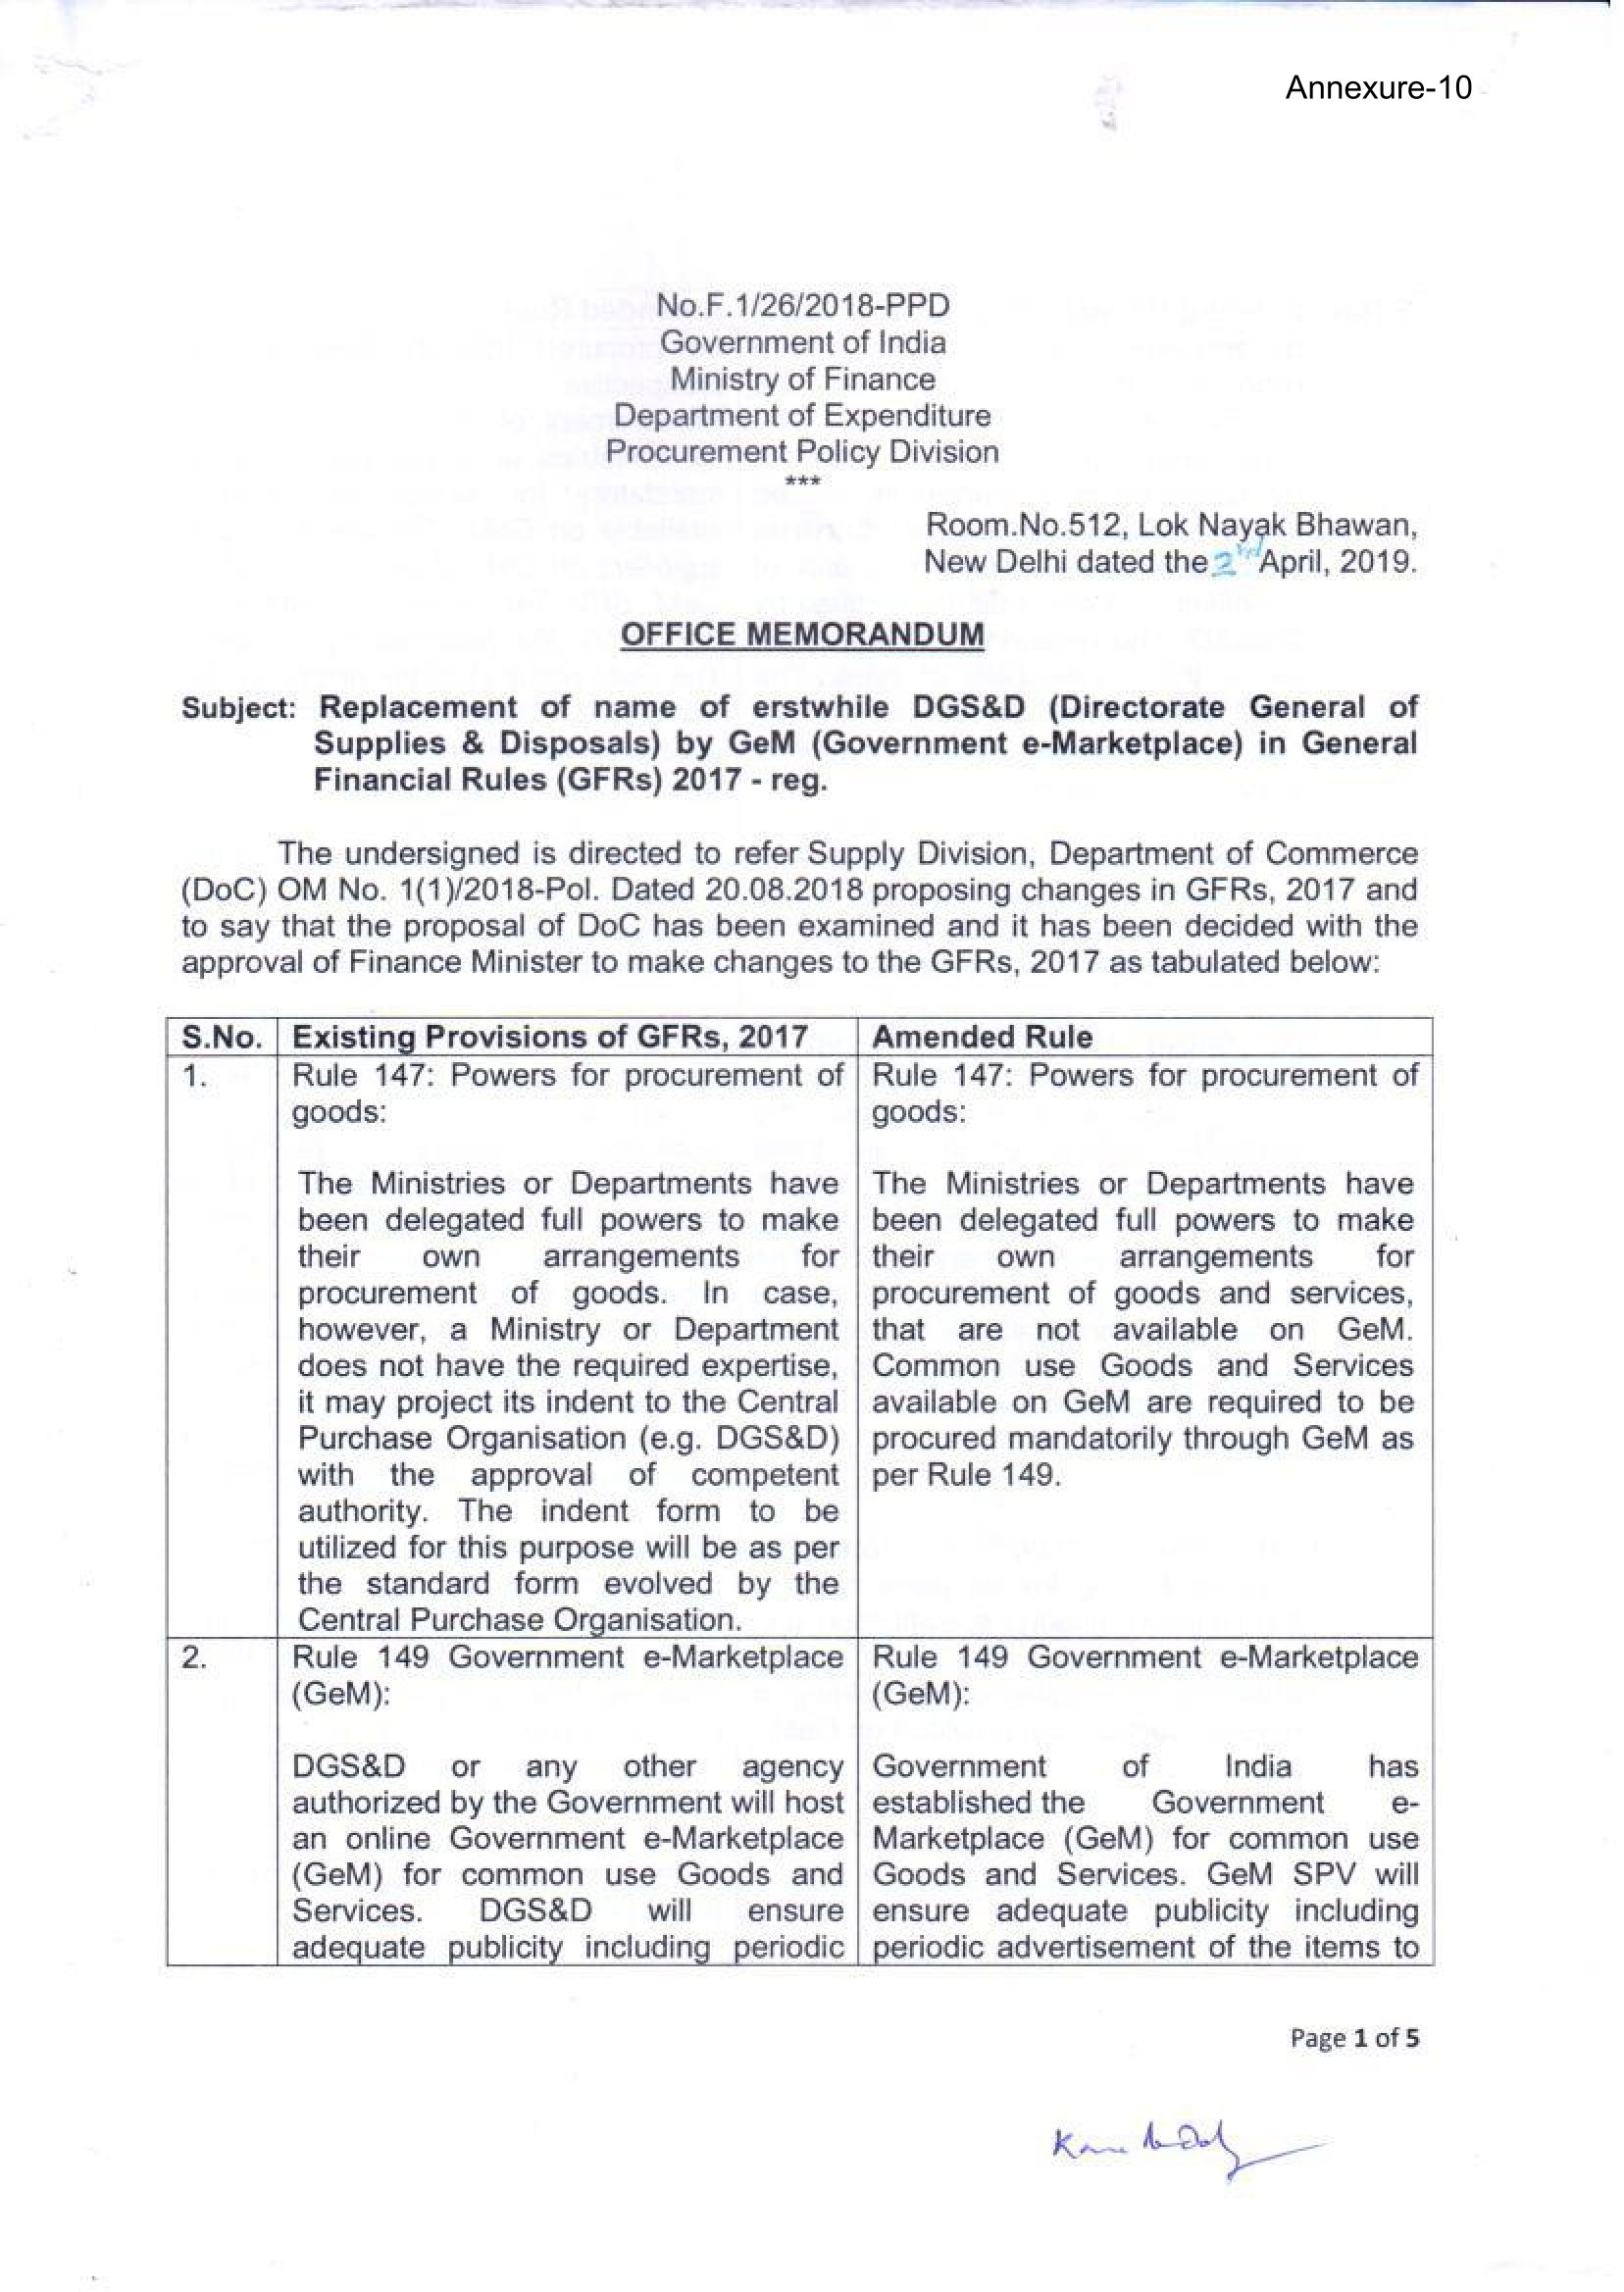 Annexure-10
No.F.1/26/2018-PPD
Government of India
Ministry of Finance
Department of Expenditure
Procurement Policy Division
***
Room.No.512, Lok Nayak Bhawan,
New Delhi dated the 2nd April, 2019.
OFFICE MEMORANDUM
Subject: Replacement of name of erstwhile DGS&D (Directorate General of
Supplies & Disposals) by GeM (Government e-Marketplace) in General
Financial Rules (GFRs) 2017 - reg.
The undersigned is directed to refer Supply Division, Department of Commerce
(DoC) OM No. 1(1)/2018-Pol. Dated 20.08.2018 proposing changes in GFRs, 2017 and
to say that the proposal of DoC has been examined and it has been decided with the
approval of Finance Minister to make changes to the GFRs, 2017 as tabulated below:
S.No. Existing Provisions of GFRs, 2017 Amended Rule
1.
Rule 147: Powers for procurement of
goods:
The Ministries or Departments have
been delegated full powers to make
their own arrangements for
procurement of goods. In case,
however, a Ministry or Department
does not have the required expertise,
it may project its indent to the Central
Purchase Organisation (e.g. DGS&D)
with the approval of competent
authority. The indent form to be
utilized for this purpose will be as per
the standard form evolved by the
Central Purchase Organisation.
Rule 147: Powers for procurement of
goods:
The Ministries or Departments have
been delegated full powers to make
their own arrangements for
procurement of goods and services,
that are not available on GeM.
Common use Goods and Services
available on GeM are required to be
procured mandatorily through GeM as
per Rule 149.
2.
Rule 149 Government e-Marketplace
(GeM):
DGS&D or any other agency
authorized by the Government will host
an online Government e-Marketplace
(GeM) for common use Goods and
Services. DGS&D will ensure
adequate publicity including periodic
Rule 149 Government e-Marketplace
(GeM):
Government of India has
established the Government e-
Marketplace (GeM) for common use
Goods and Services. GeM SPV will
ensure adequate publicity including
periodic advertisement of the items to
Page 1 of 5